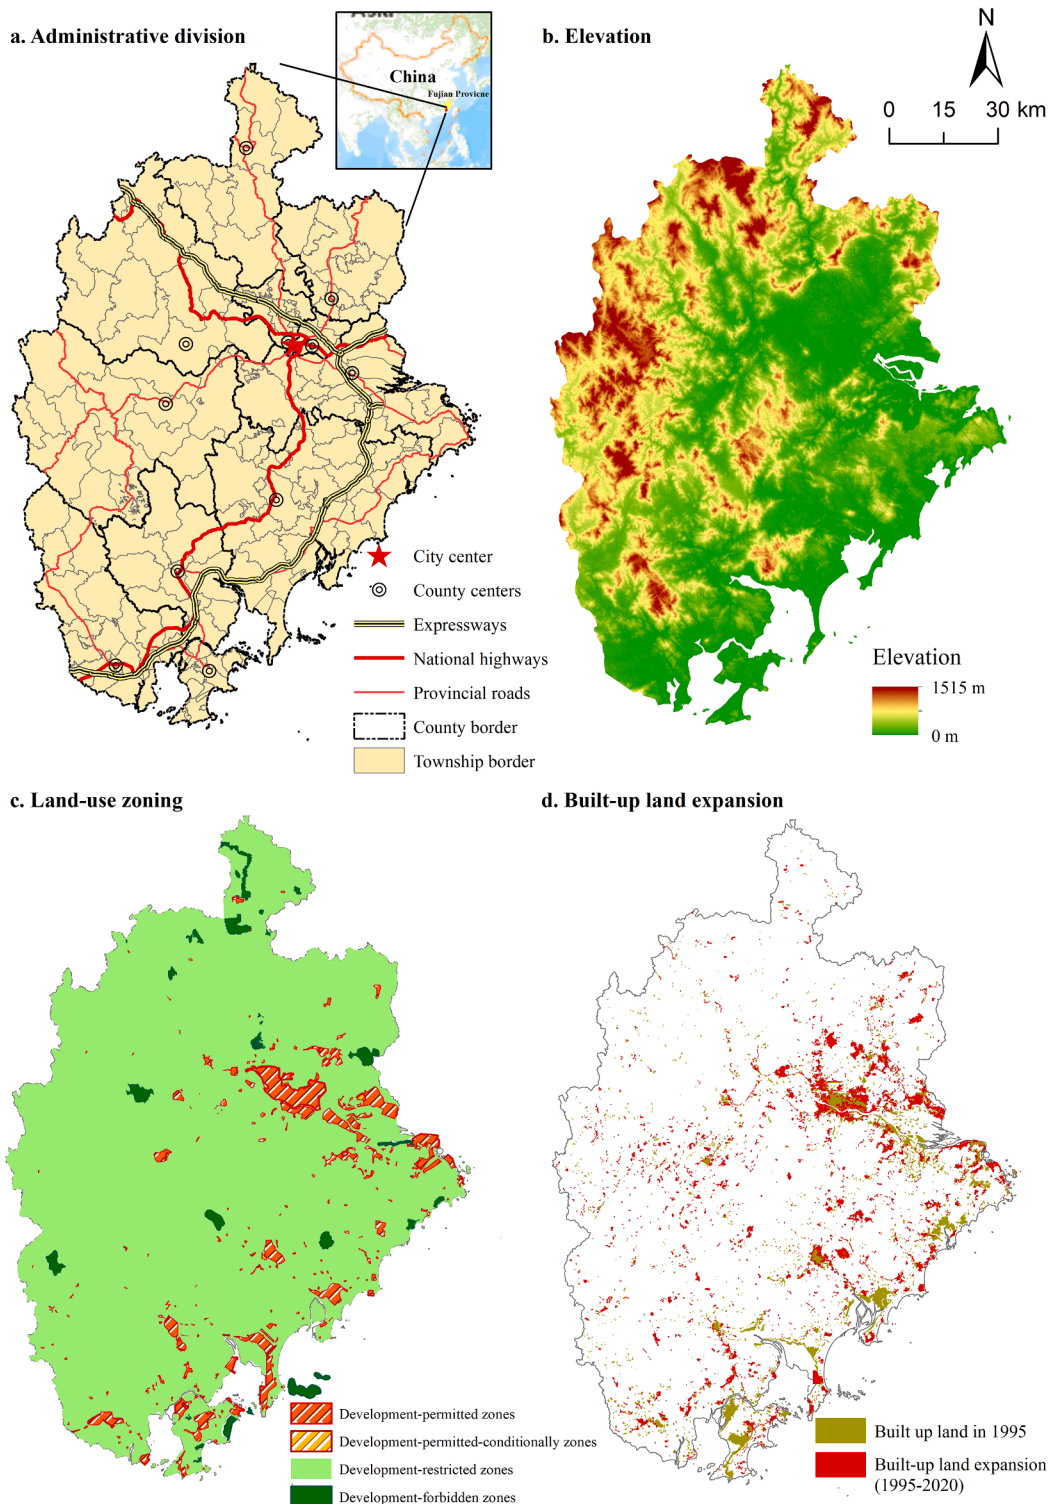 a. Administrative division
Asia
China
Fujian Provicne
b. Elevation
N
0 15 30 km
City center
County centers
Expressways
National highways
Provincial roads
County border
Township border
Elevation
1515 m
0 m
c. Land-use zoning
d. Built-up land expansion
Development-permitted zones
Development-permitted-conditionally zones
Development-restricted zones
Development-forbidden zones
Built up land in 1995
Built-up land expansion
(1995-2020)